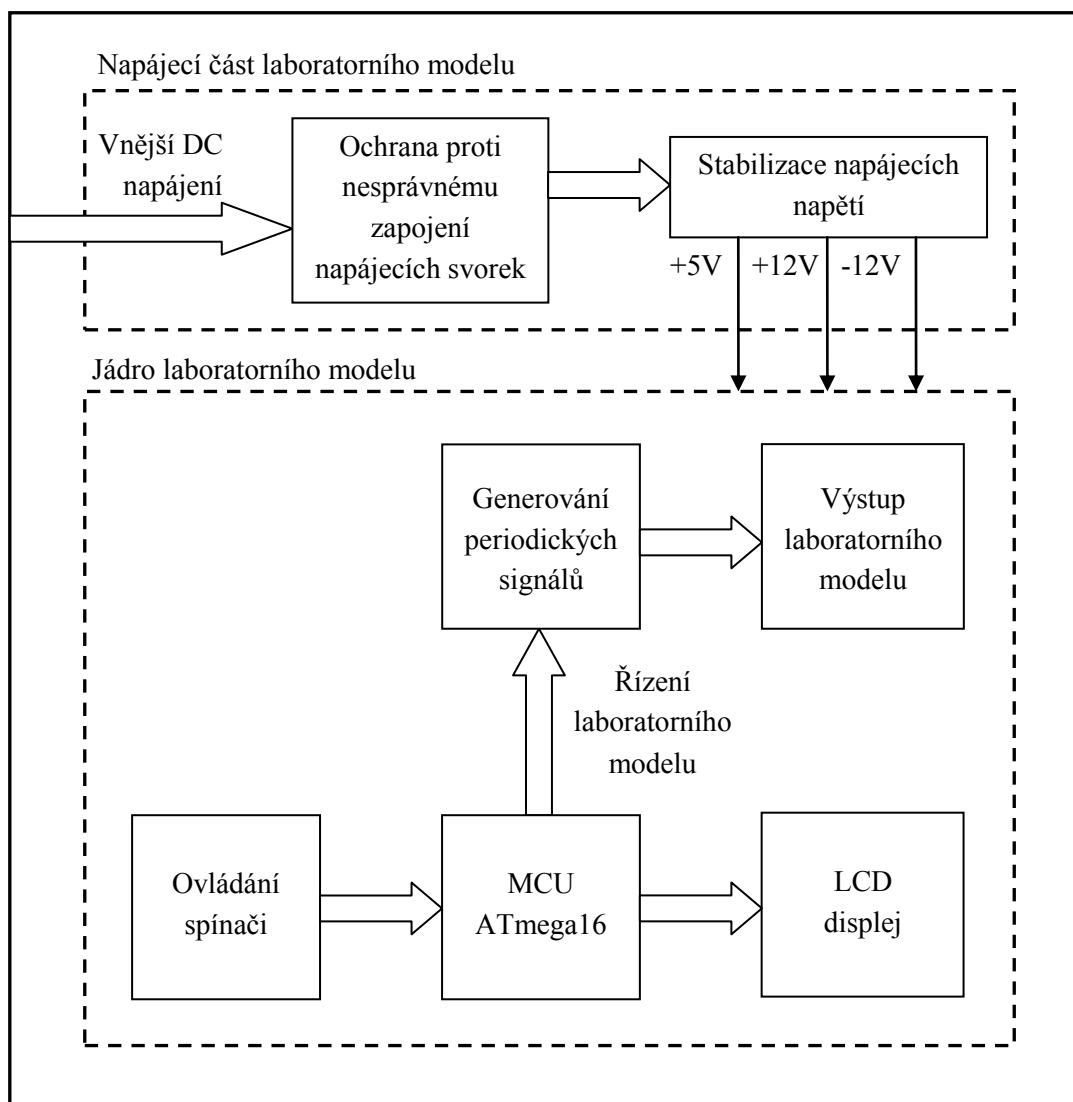 Napájecí část laboratorního modelu
Vnější DC
napájení
Ochrana proti
nesprávnému
zapojení
napájecích svorek
Stabilizace napájecích
napětí
+5V
+12V
-12V
Jádro laboratorního modelu
Generování
periodických
signálů
Výstup
laboratorního
modelu
Řízení
laboratorního
modelu
Ovládání
spínači
MCU
ATmega16
LCD
displej